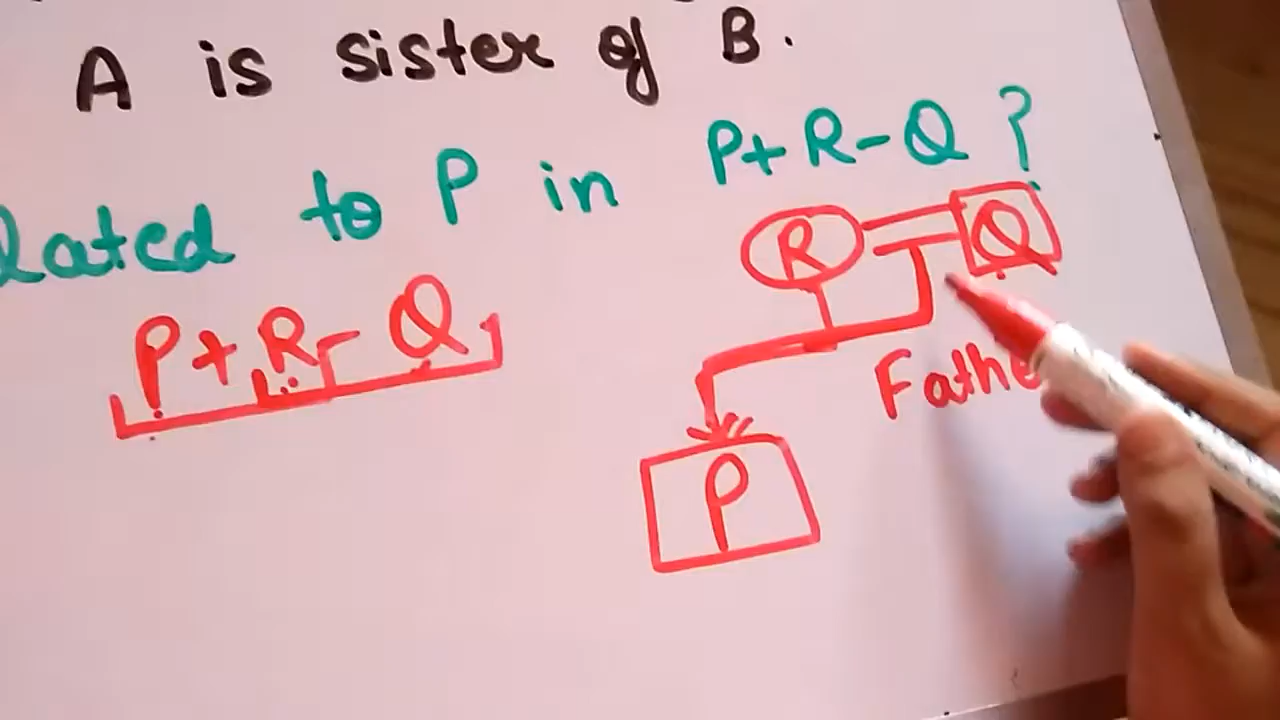 A is sister of B.
lated to P in P+R-Q ?
P+R-Q
R Q
Fathe
P